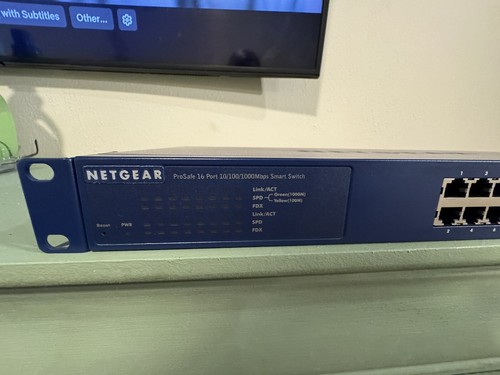 with Subtitles
Other...
NETGEAR ProSafe 16 Port 10/100/1000Mbps Smart Switch
Link/ACT
SPD Green(1000M)
Yellow(100M)
FDX
Link/ACT
SPD
FDX
Reset PWR
1 3
2 4 6